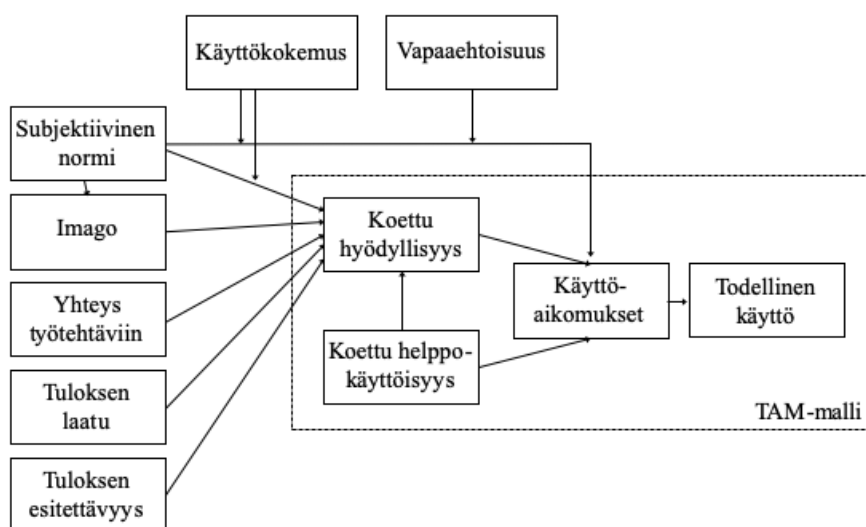 Käyttökokemus
Vapaaehtoisuus
Subjektiivinen
normi
Imago
Koettu
hyödyllisyys
Yhteys
työtehtäviin
Käyttö-
aikomukset
Todellinen
käyttö
Koettu helppo-
käyttöisyys
Tuloksen
laatu
TAM-malli
Tuloksen
esitettävyys